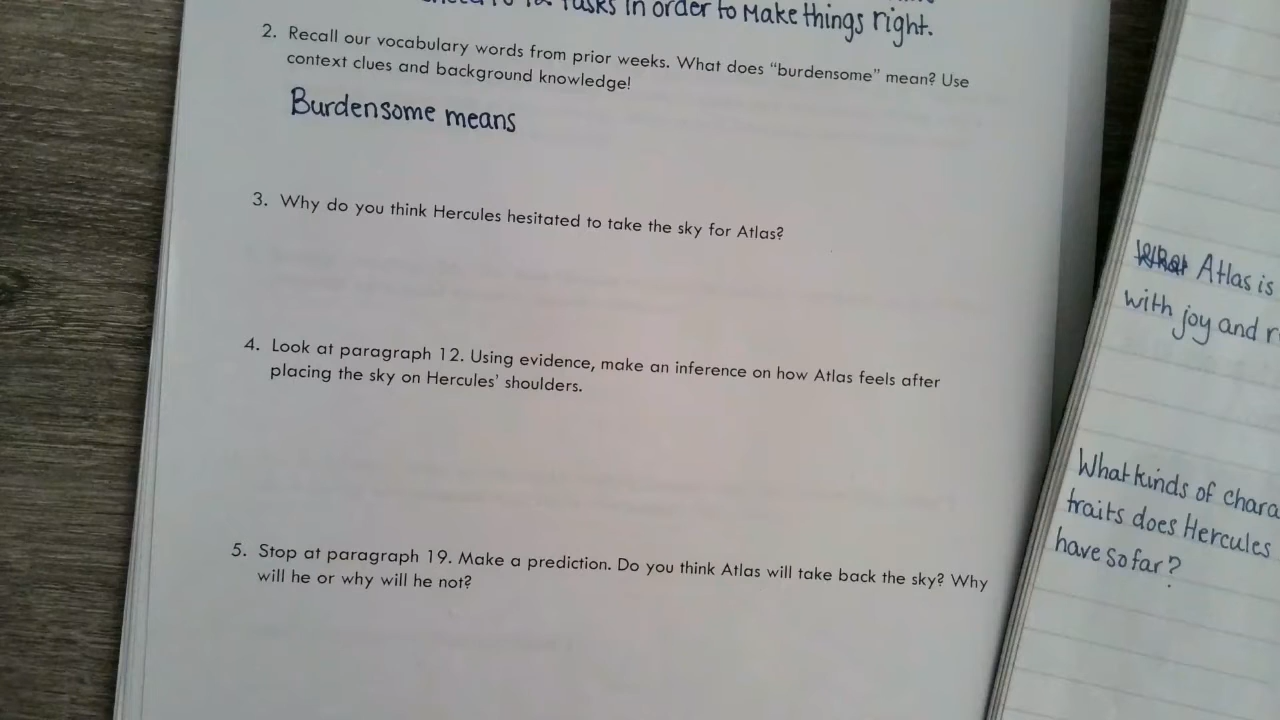 Tasks in order to Make things right.
2. Recall our vocabulary words from prior weeks. What does "burdensome" mean? Use
context clues and background knowledge!
Burdensome means
3. Why do you think Hercules hesitated to take the sky for Atlas?
4. Look at paragraph 12. Using evidence, make an inference on how Atlas feels after
placing the sky on Hercules' shoulders.
5. Stop at paragraph 19. Make a prediction. Do you think Atlas will take back the sky? Why
will he or why will he not?
Atlas is
with joy and
What kinds of
traits does Hercules
have so far?